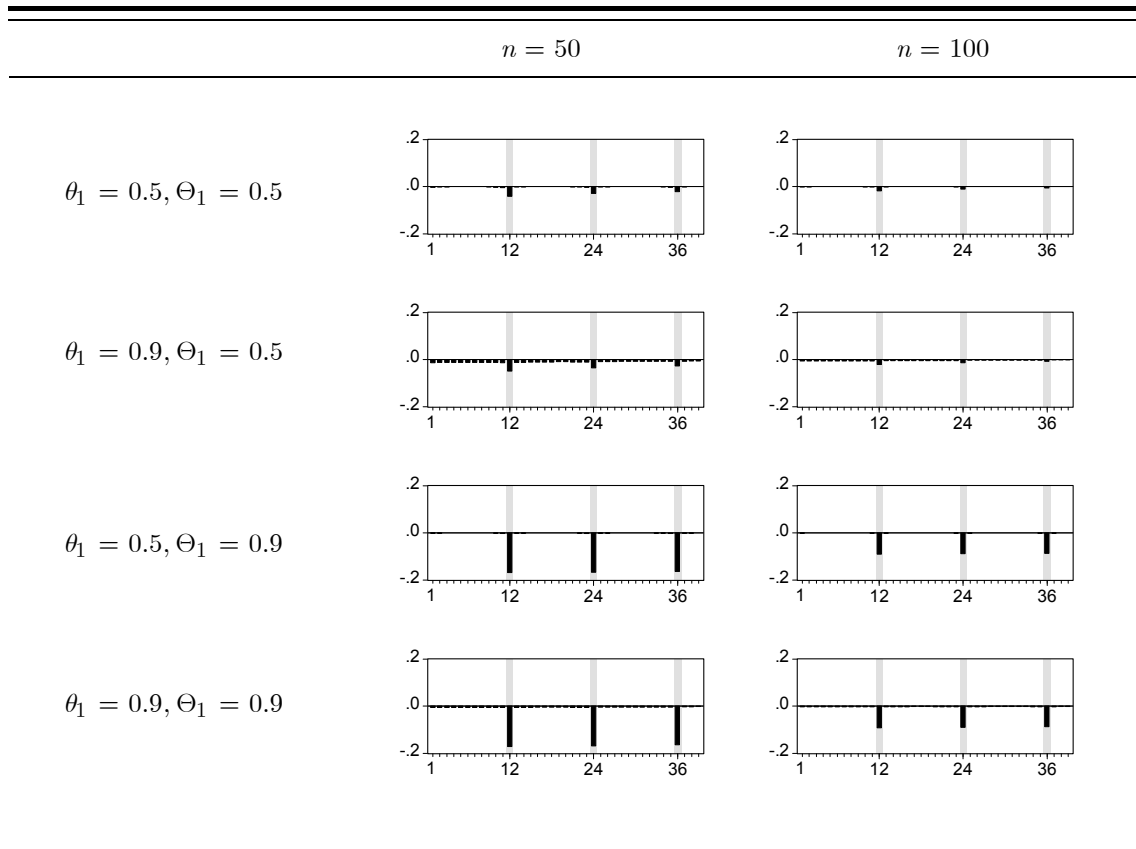 n = 50 n = 100
.2 .2
θ₁ = 0.5, Θ₁ = 0.5 .0 .0
-.2 -.2
1 12 24 36 1 12 24 36
.2 .2
θ₁ = 0.9, Θ₁ = 0.5 .0 .0
-.2 -.2
1 12 24 36 1 12 24 36
.2 .2
θ₁ = 0.5, Θ₁ = 0.9 .0 .0
-.2 -.2
1 12 24 36 1 12 24 36
.2 .2
θ₁ = 0.9, Θ₁ = 0.9 .0 .0
-.2 -.2
1 12 24 36 1 12 24 36